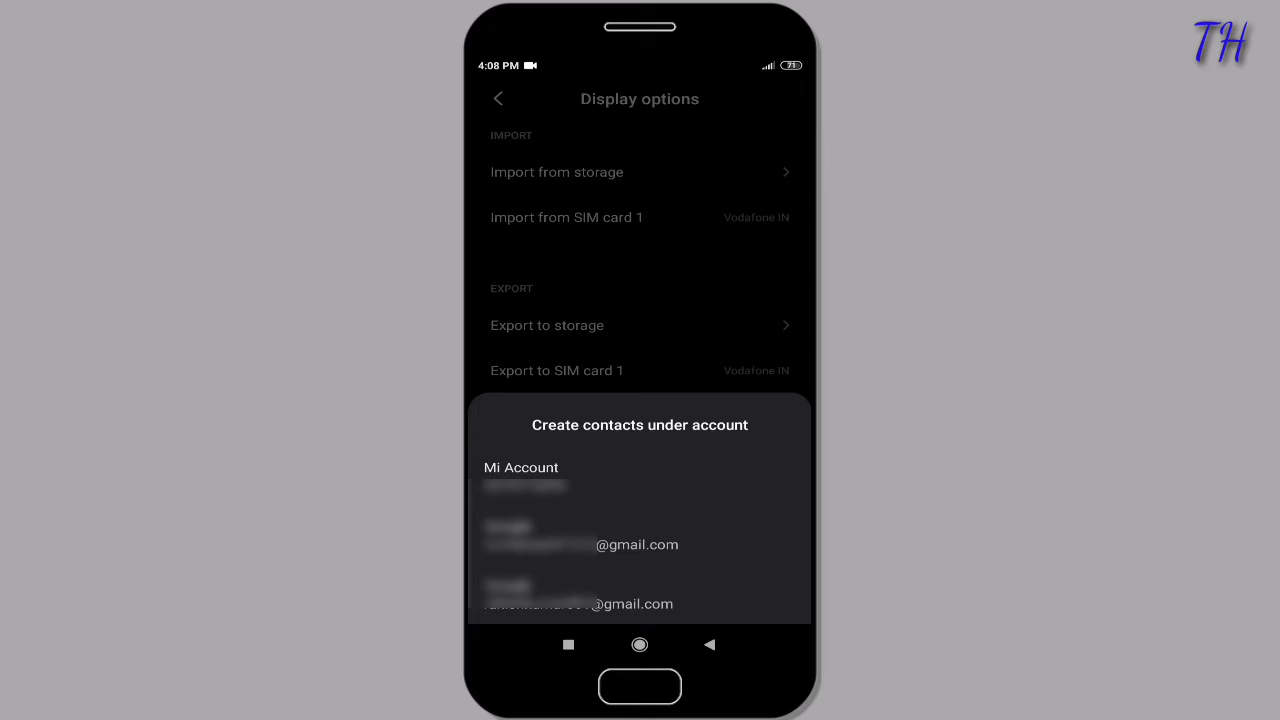 TH
4:08 PM
71
Display options
IMPORT
Import from storage
Import from SIM card 1 Vodafone IN
EXPORT
Export to storage
Export to SIM card 1 Vodafone IN
Create contacts under account
Mi Account
@gmail.com
@gmail.com